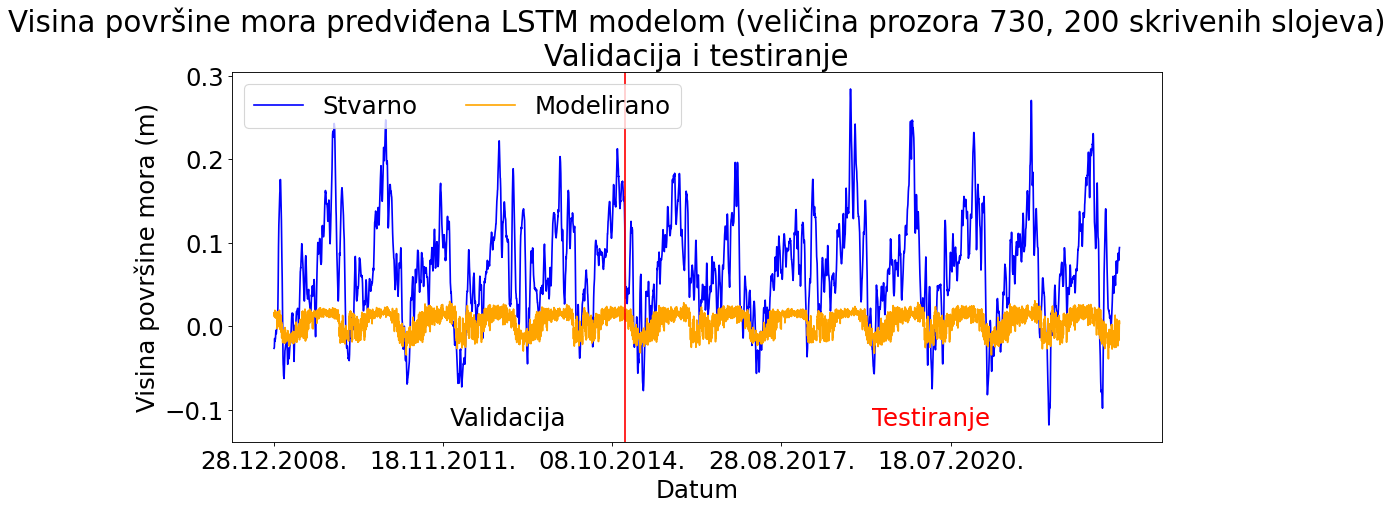 Visina površine mora predviđena LSTM modelom (veličina prozora 730, 200 skrivenih slojeva)
Validacija i testiranje
Stvarno Modelirano
Visina površine mora (m)
0.3
0.2
0.1
0.0
−0.1
Validacija Testiranje
28.12.2008. 18.11.2011. 08.10.2014. 28.08.2017. 18.07.2020.
Datum